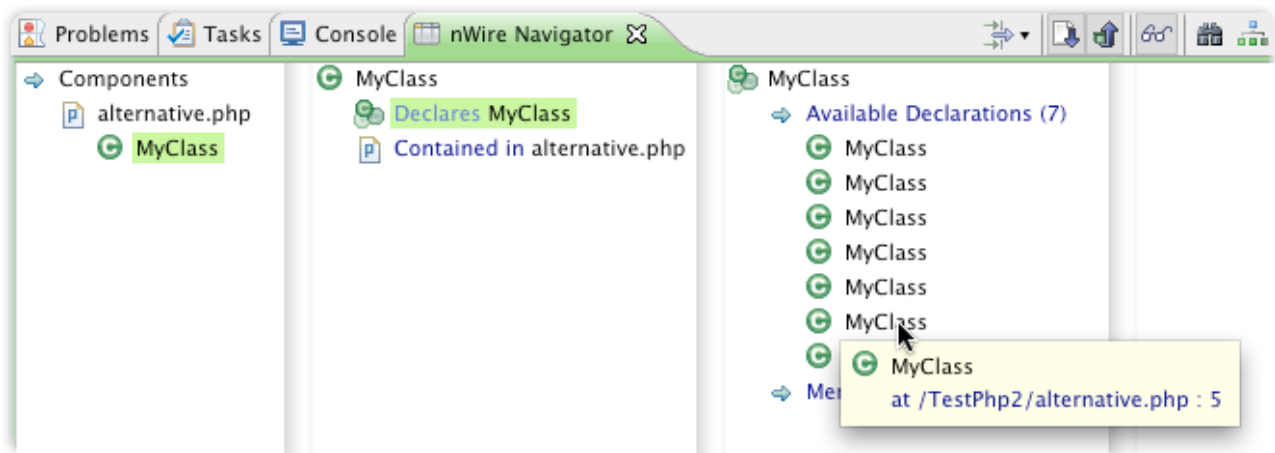 Problems Tasks Console nWire Navigator
Components
alternative.php
MyClass
MyClass
Declares MyClass
Contained in alternative.php
MyClass
Available Declarations (7)
MyClass
MyClass
MyClass
MyClass
MyClass
MyClass
MyClass
at /TestPhp2/alternative.php : 5